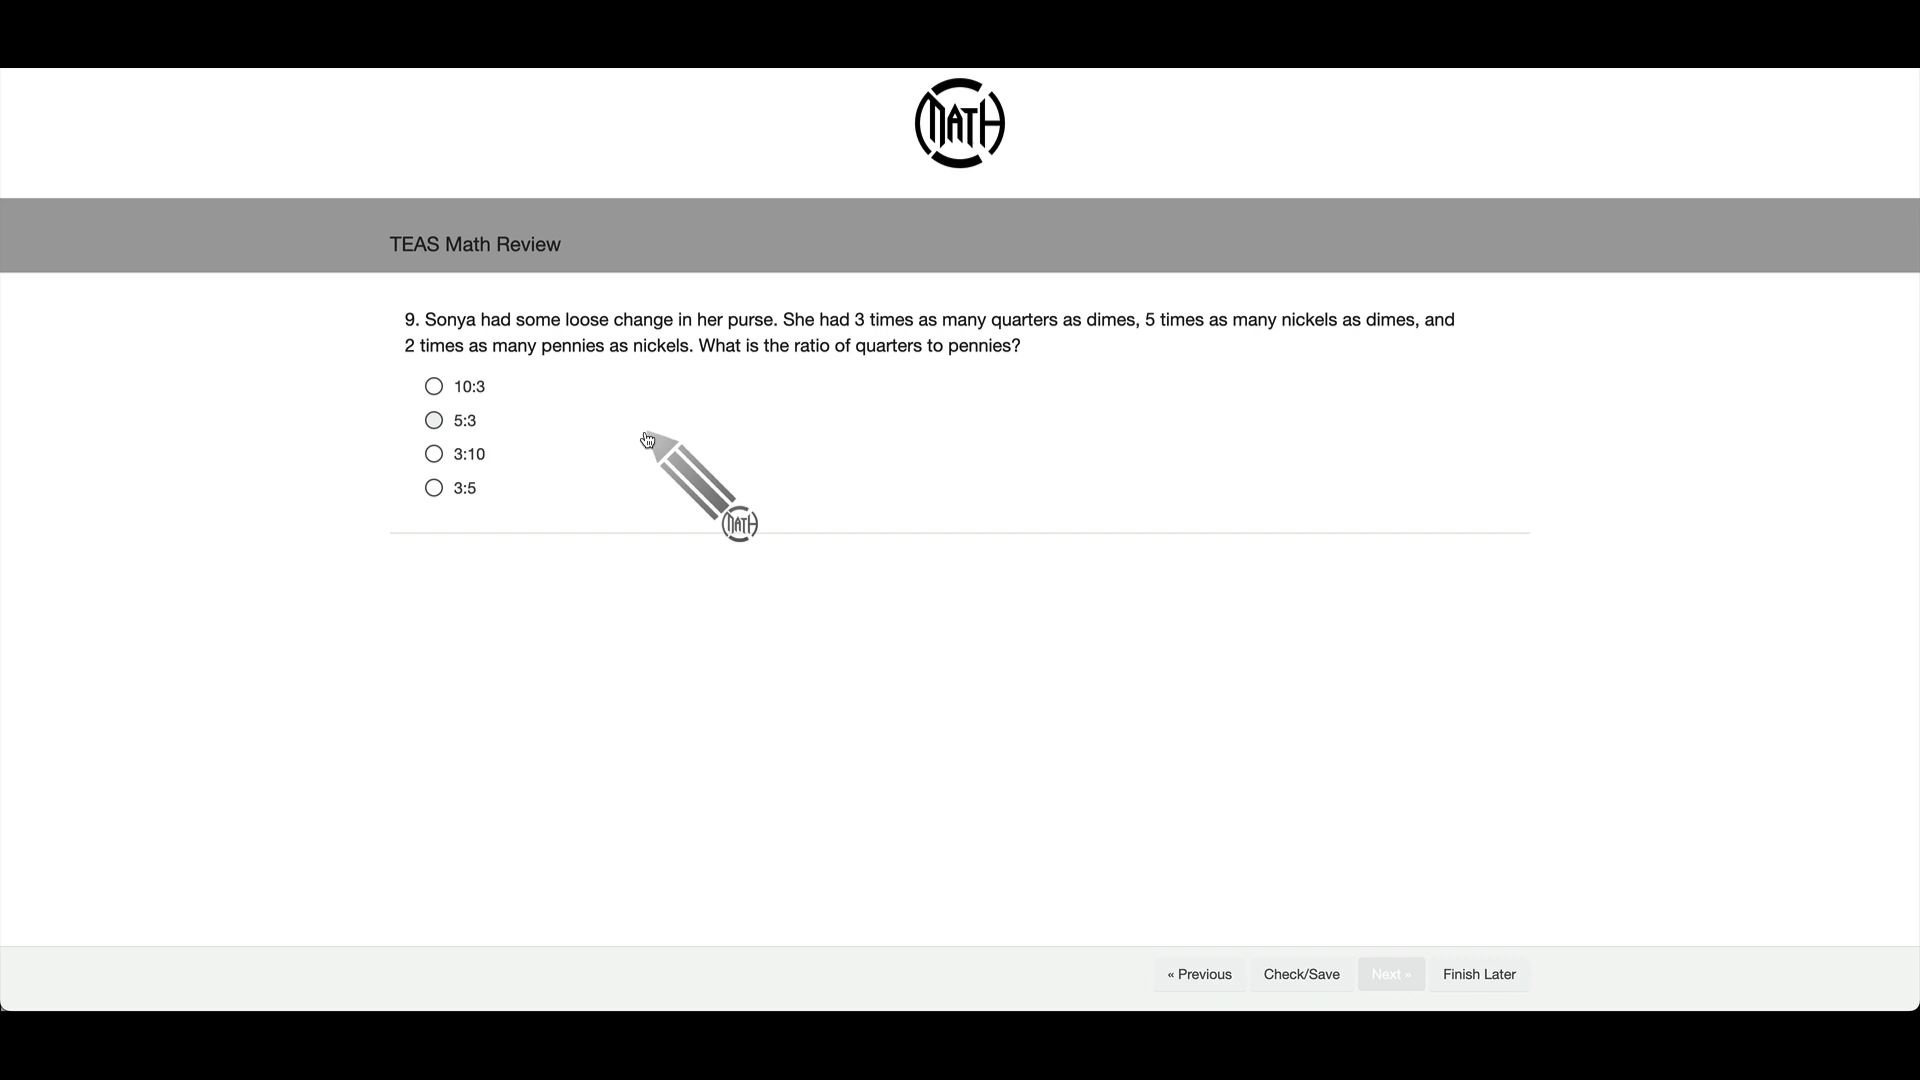 MATH
TEAS Math Review
9. Sonya had some loose change in her purse. She had 3 times as many quarters as dimes, 5 times as many nickels as dimes, and
2 times as many pennies as nickels. What is the ratio of quarters to pennies?
10:3
5:3
3:10
3:5
MATH
« Previous
Check/Save
Next »
Finish Later